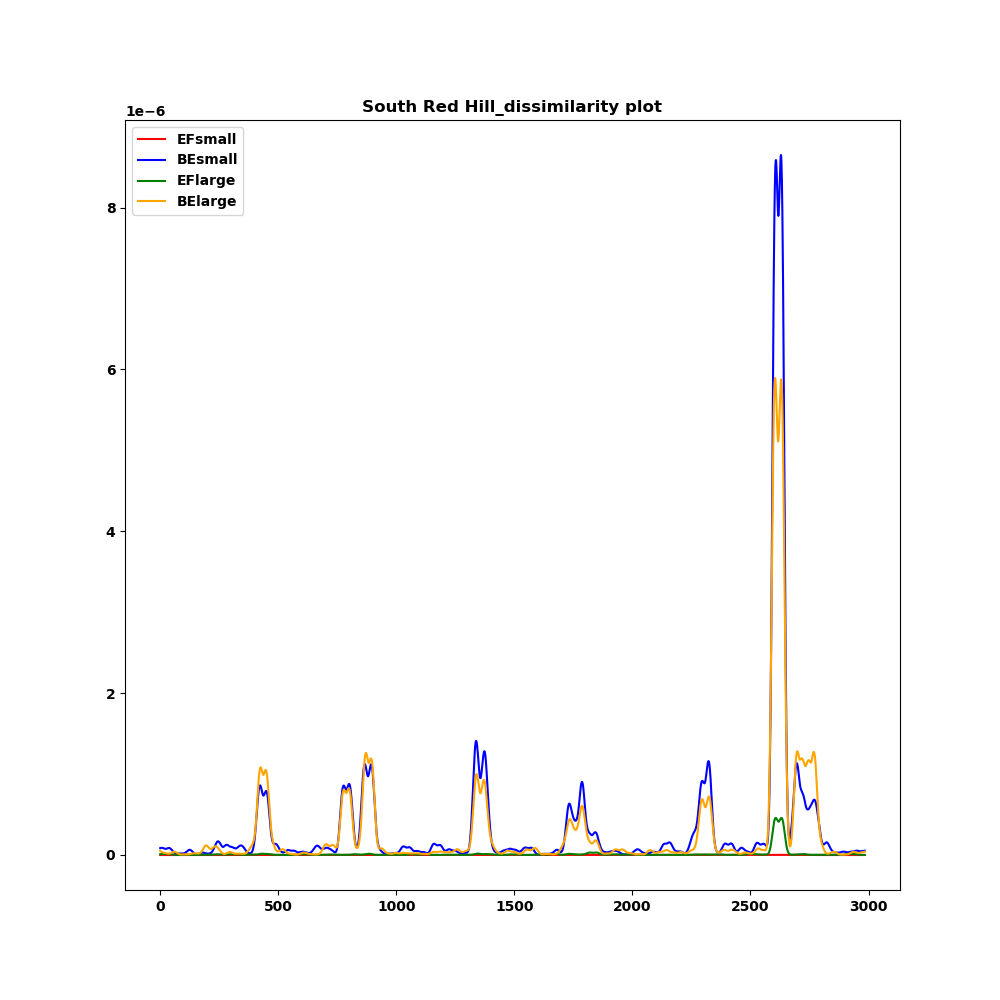 South Red Hill_dissimilarity plot
1e−6
EFsmall
BEsmall
EFlarge
BElarge
8
6
4
2
0
0 500 1000 1500 2000 2500 3000